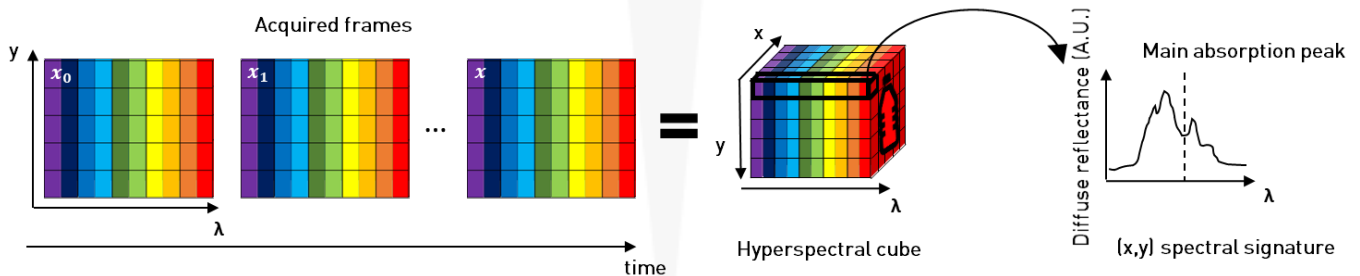 Acquired frames
y
x₀
x₁
...
x
λ
time
=
x
y
λ
Hyperspectral cube
Diffuse reflectance (A.U.)
Main absorption peak
λ
(x,y) spectral signature